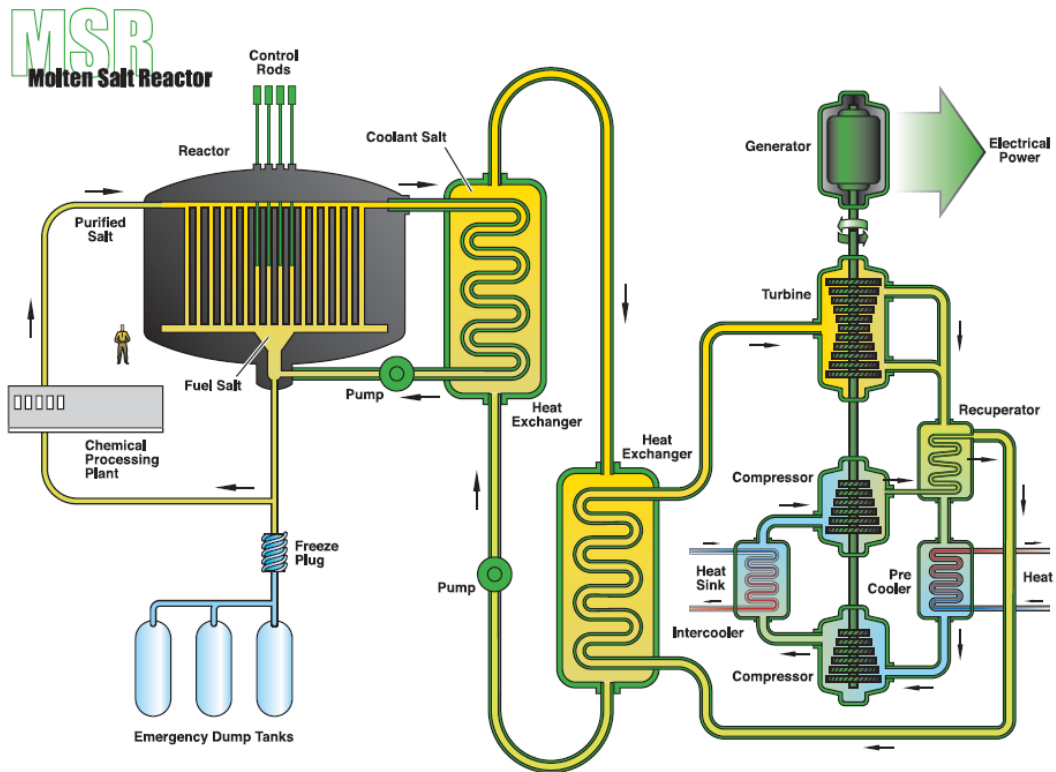 MSR
Molten Salt Reactor
Control
Rods
Reactor
Coolant Salt
Generator
Electrical
Power
Purified
Salt
Turbine
Fuel Salt
Pump
Heat
Exchanger
Recuperator
Chemical
Processing
Plant
Heat
Exchanger
Compressor
Freeze
Plug
Pump
Heat
Sink
Pre
Cooler
Heat
Intercooler
Compressor
Emergency Dump Tanks